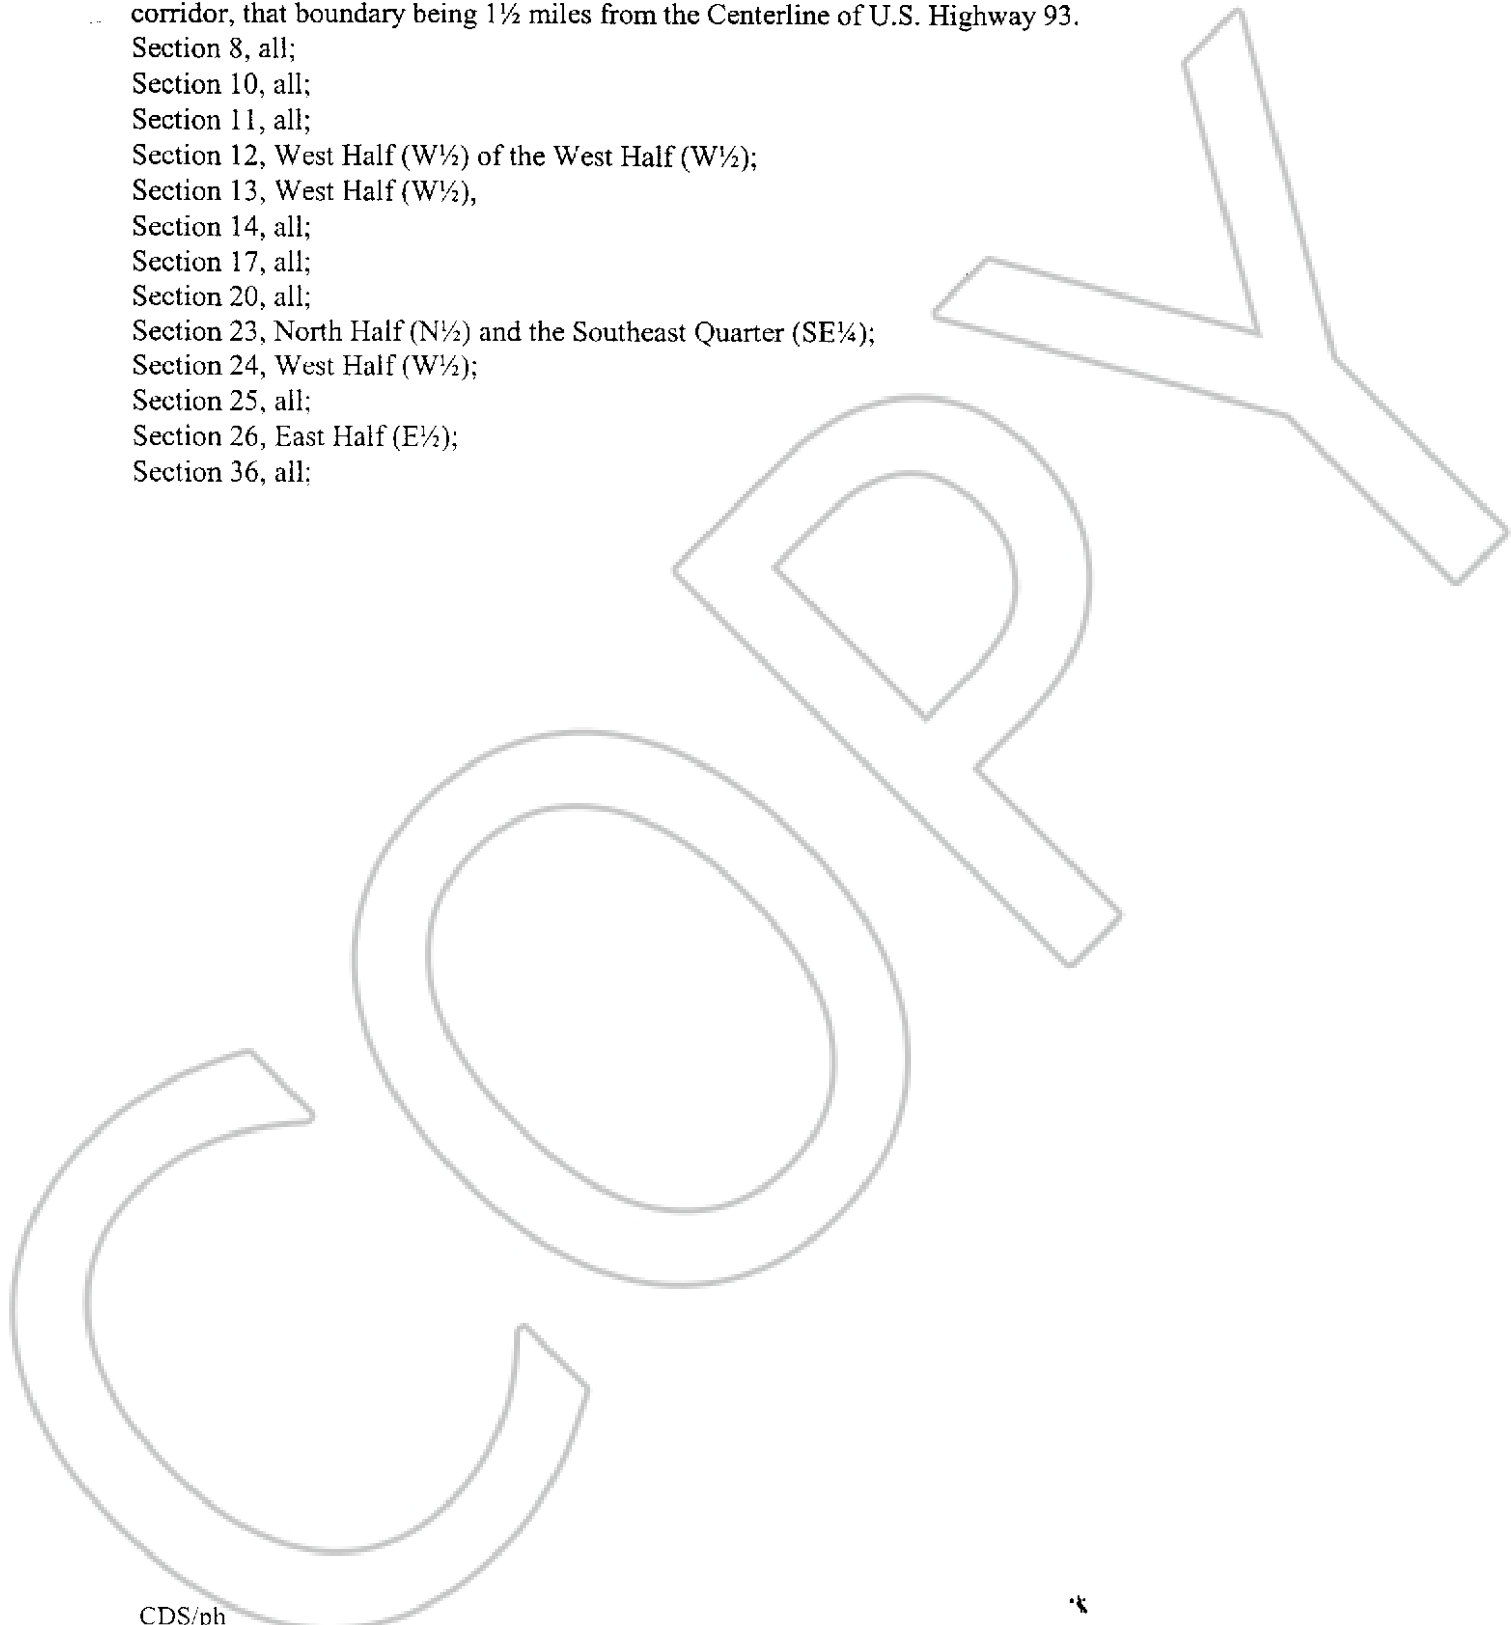 corridor, that boundary being 1½ miles from the Centerline of U.S. Highway 93.
Section 8, all;
Section 10, all;
Section 11, all;
Section 12, West Half (W½) of the West Half (W½);
Section 13, West Half (W½),
Section 14, all;
Section 17, all;
Section 20, all;
Section 23, North Half (N½) and the Southeast Quarter (SE¼);
Section 24, West Half (W½);
Section 25, all;
Section 26, East Half (E½);
Section 36, all;
COPY
CDS/ph